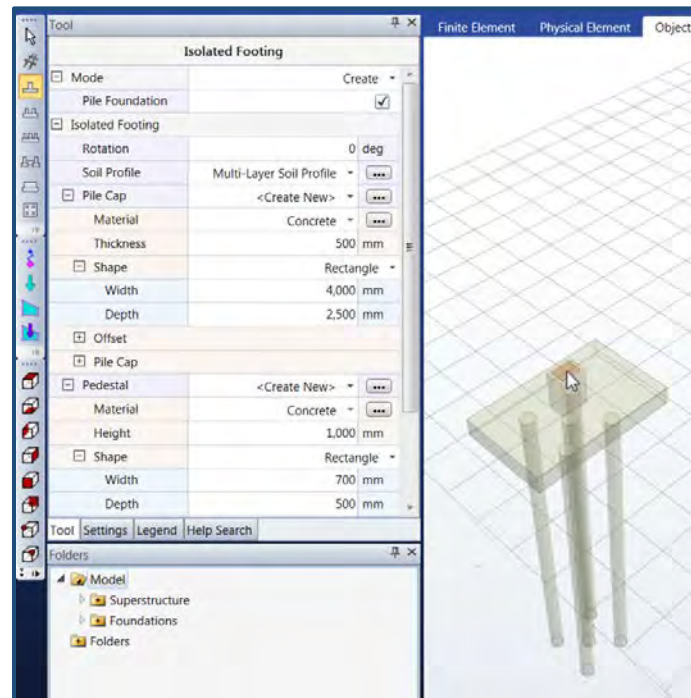 Tool
Isolated Footing
Mode Create
Pile Foundation
Isolated Footing
Rotation 0 deg
Soil Profile Multi-Layer Soil Profile ...
Pile Cap <Create New> ...
Material Concrete ...
Thickness 500 mm
Shape Rectangle
Width 4,000 mm
Depth 2,500 mm
Offset
Pile Cap
Pedestal <Create New> ...
Material Concrete ...
Height 1,000 mm
Shape Rectangle
Width 700 mm
Depth 500 mm
Tool Settings Legend Help Search
Folders
Model
Superstructure
Foundations
Folders
Finite Element Physical Element Object